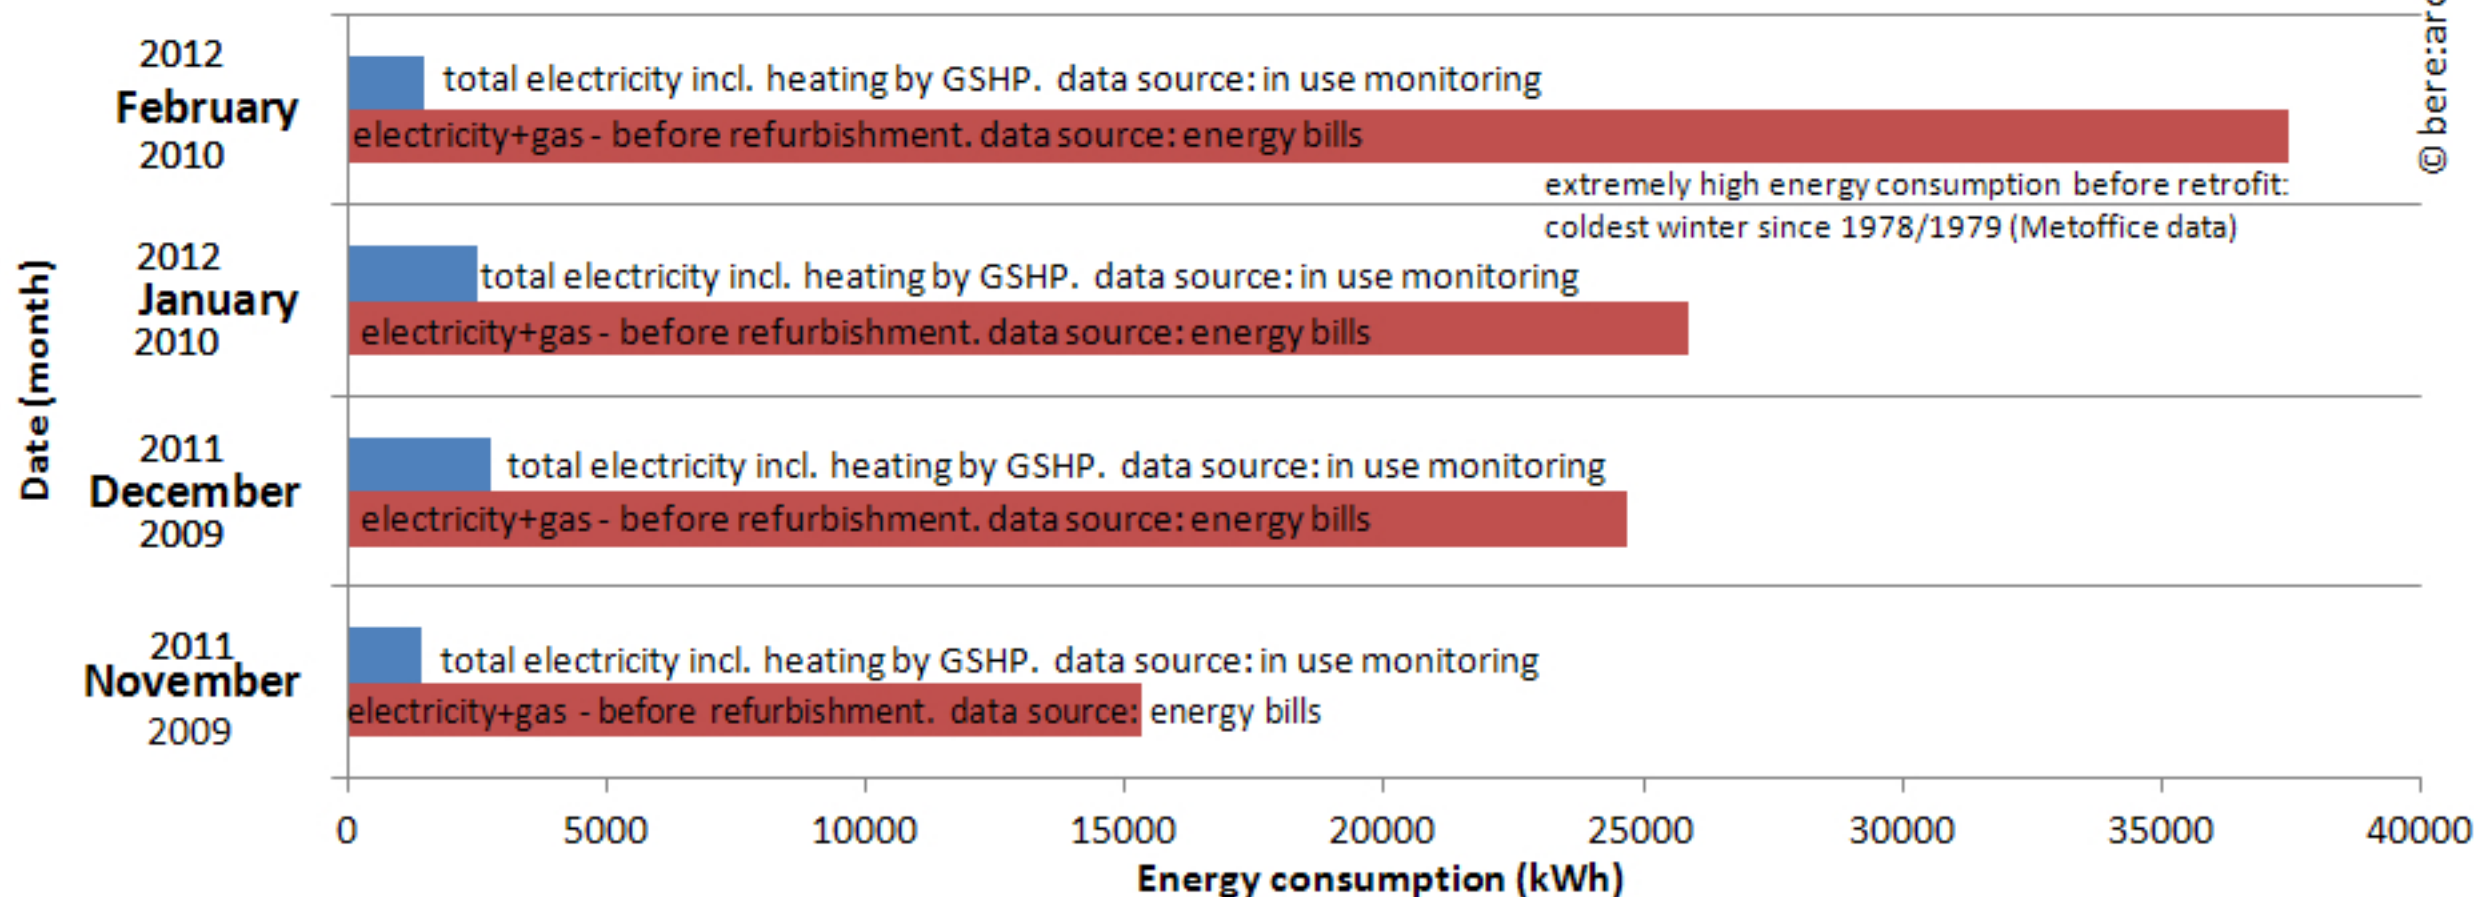 2012
February
2010
total electricity incl. heating by GSHP. data source: in use monitoring
electricity+gas - before refurbishment. data source: energy bills
© bere:arc
extremely high energy consumption before retrofit:
coldest winter since 1978/1979 (Metoffice data)
2012
January
2010
total electricity incl. heating by GSHP. data source: in use monitoring
electricity+gas - before refurbishment. data source: energy bills
Date (month)
2011
December
2009
total electricity incl. heating by GSHP. data source: in use monitoring
electricity+gas - before refurbishment. data source: energy bills
2011
November
2009
total electricity incl. heating by GSHP. data source: in use monitoring
electricity+gas - before refurbishment. data source: energy bills
0 5000 10000 15000 20000 25000 30000 35000 40000
Energy consumption (kWh)